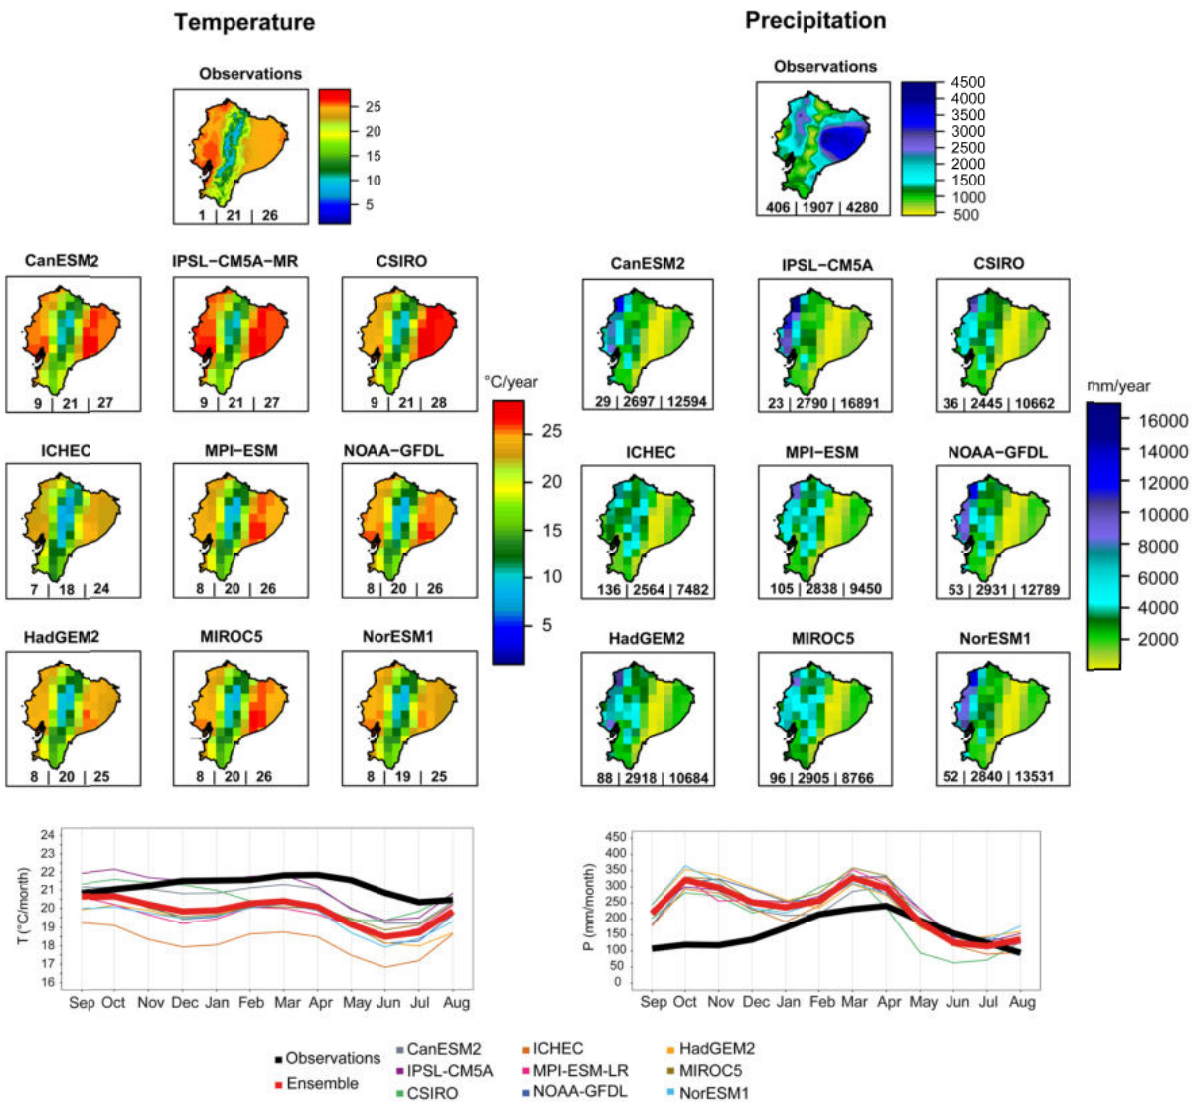 Temperature
Precipitation
Observations
25
20
15
10
5
1 | 21 | 26
Observations
4500
4000
3500
3000
2500
2000
1500
1000
500
406 | 1907 | 4280
CanESM2
IPSL−CM5A−MR
CSIRO
9 | 21 | 27
9 | 21 | 27
9 | 21 | 28
ICHEC
MPI−ESM
NOAA−GFDL
7 | 18 | 24
8 | 20 | 26
8 | 20 | 26
HadGEM2
MIROC5
NorESM1
8 | 20 | 25
8 | 20 | 26
8 | 19 | 25
°C/year
25
20
15
10
5
CanESM2
IPSL−CM5A
CSIRO
29 | 2697 | 12594
23 | 2790 | 16891
36 | 2445 | 10662
ICHEC
MPI−ESM
NOAA−GFDL
136 | 2564 | 7482
105 | 2838 | 9450
53 | 2931 | 12789
HadGEM2
MIROC5
NorESM1
88 | 2918 | 10684
96 | 2905 | 8766
52 | 2840 | 13531
mm/year
16000
14000
12000
10000
8000
6000
4000
2000
T (°C/month)
24
23
22
21
20
19
18
17
16
Sep Oct Nov Dec Jan Feb Mar Apr May Jun Jul Aug
P (mm/month)
450
400
350
300
250
200
150
100
50
0
Sep Oct Nov Dec Jan Feb Mar Apr May Jun Jul Aug
Observations
Ensemble
CanESM2
IPSL-CM5A
CSIRO
ICHEC
MPI-ESM-LR
NOAA-GFDL
HadGEM2
MIROC5
NorESM1